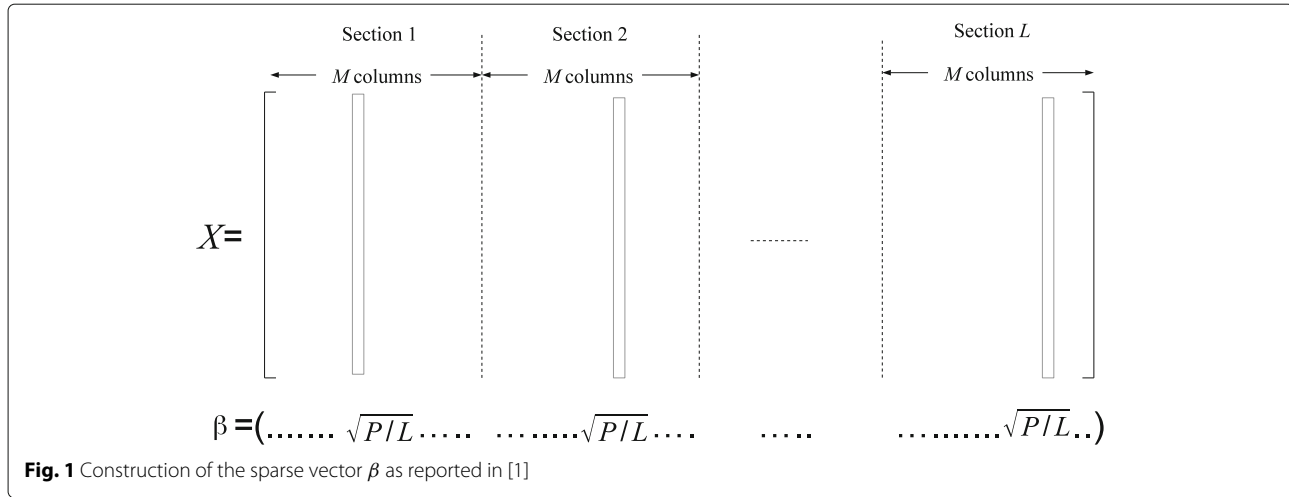 Section 1 Section 2 Section L
M columns M columns M columns
X= ..............
β=(....... √P/L ..... ........√P/L.... ..... ...........√P/L..)
Fig. 1 Construction of the sparse vector β as reported in [1]